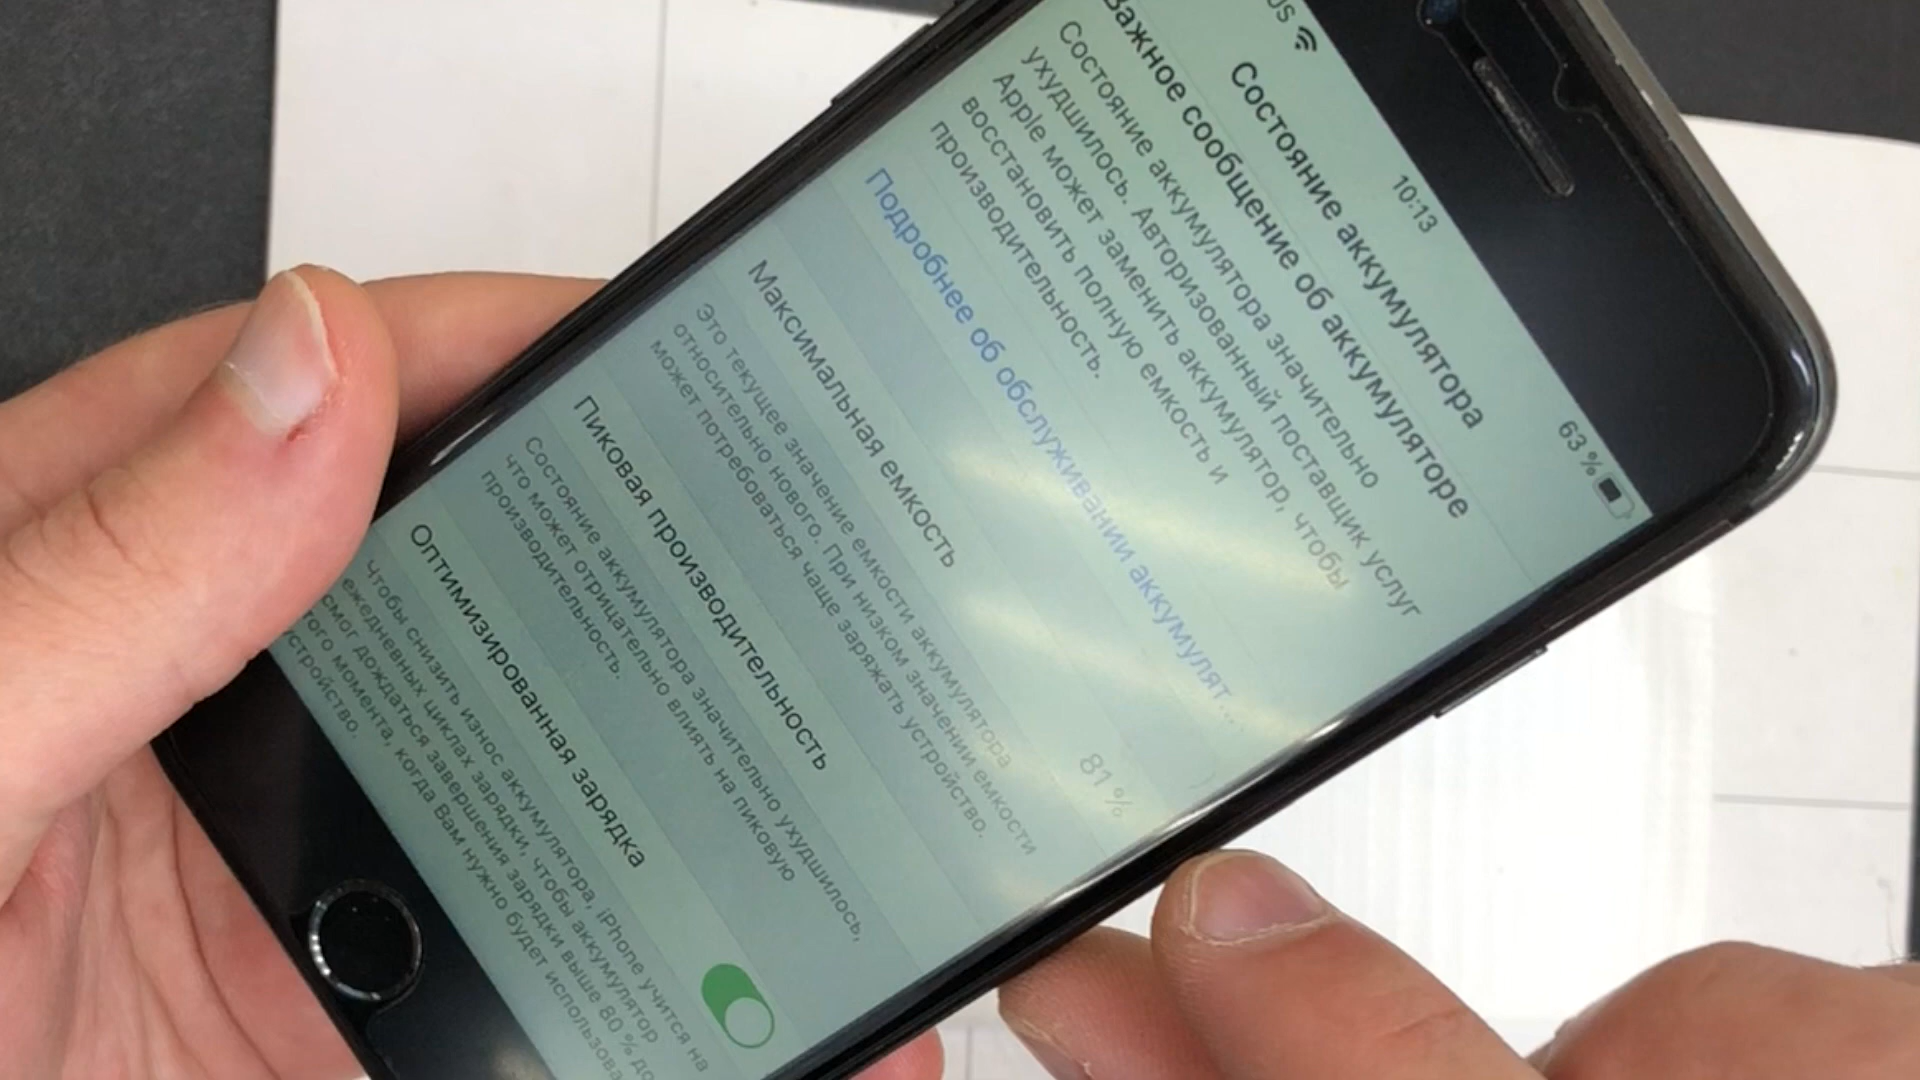 10:13
63 %
Состояние аккумулятора
Важное сообщение об аккумуляторе
Состояние аккумулятора значительно
ухудшилось. Авторизованный поставщик услуг
Apple может заменить аккумулятор, чтобы
восстановить полную емкость и
производительность.
Подробнее об обслуживании аккумулят...
Максимальная емкость
81 %
Это текущее значение емкости аккумулятора
относительно нового. При низком значении емкости
может потребоваться чаще заряжать устройство.
Пиковая производительность
Состояние аккумулятора значительно ухудшилось,
что может отрицательно влиять на пиковую
производительность.
Оптимизированная зарядка
Чтобы снизить износ аккумулятора, iPhone учится на
ежедневных циклах зарядки, чтобы аккумулятор
смог дождаться завершения зарядки выше 80 % до
того момента, когда Вам нужно будет использова
устройство.